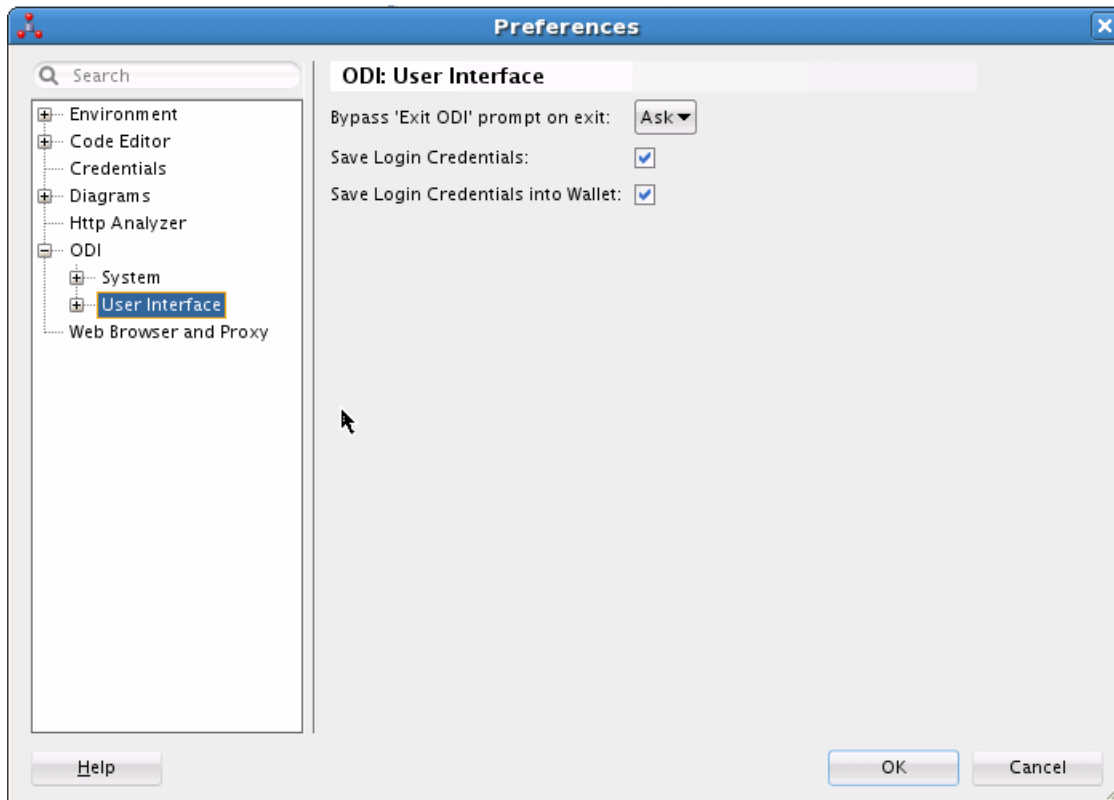 Preferences
Search
ODI: User Interface
Environment
Code Editor
Credentials
Diagrams
Http Analyzer
ODI
System
User Interface
Web Browser and Proxy
Bypass 'Exit ODI' prompt on exit: Ask
Save Login Credentials:
Save Login Credentials into Wallet:
Help
OK
Cancel